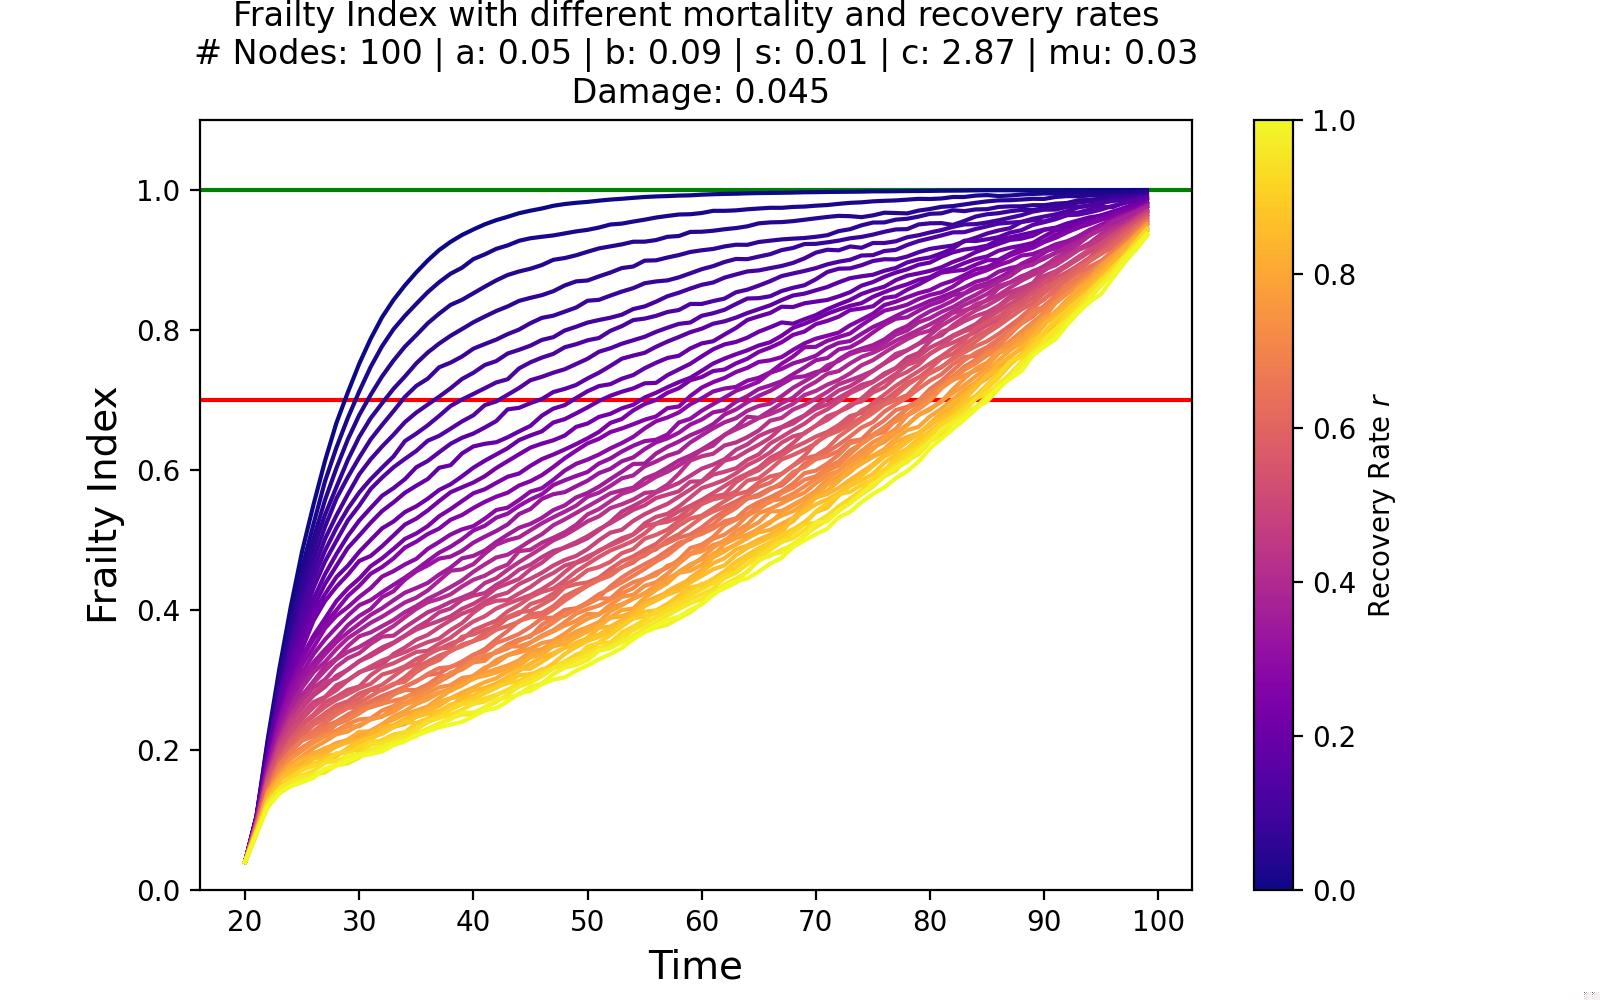 Frailty Index with different mortality and recovery rates
# Nodes: 100 | a: 0.05 | b: 0.09 | s: 0.01 | c: 2.87 | mu: 0.03
Damage: 0.045
Frailty Index
1.0
0.8
0.6
0.4
0.2
0.0
20 30 40 50 60 70 80 90 100
Time
1.0
0.8
0.6
0.4
0.2
0.0
Recovery Rate r